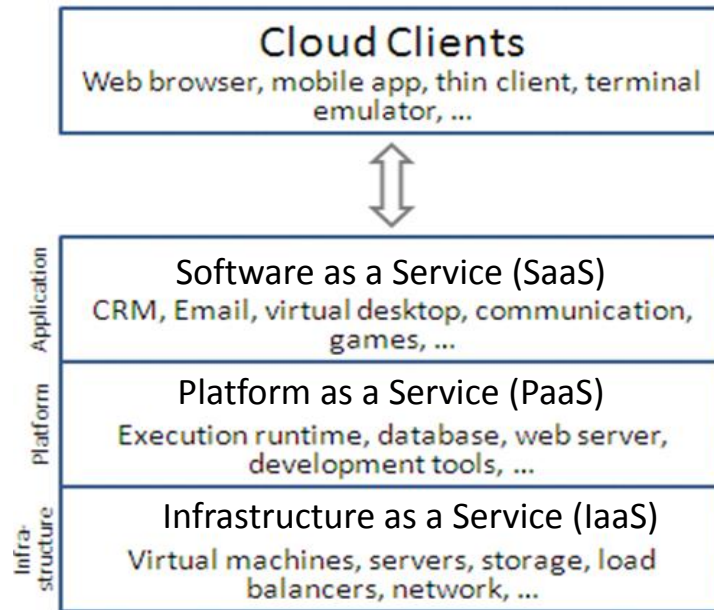 Cloud Clients
Web browser, mobile app, thin client, terminal
emulator, ...
Application
Software as a Service (SaaS)
CRM, Email, virtual desktop, communication,
games, ...
Platform
Platform as a Service (PaaS)
Execution runtime, database, web server,
development tools, ...
Infra-
structure
Infrastructure as a Service (IaaS)
Virtual machines, servers, storage, load
balancers, network, ...